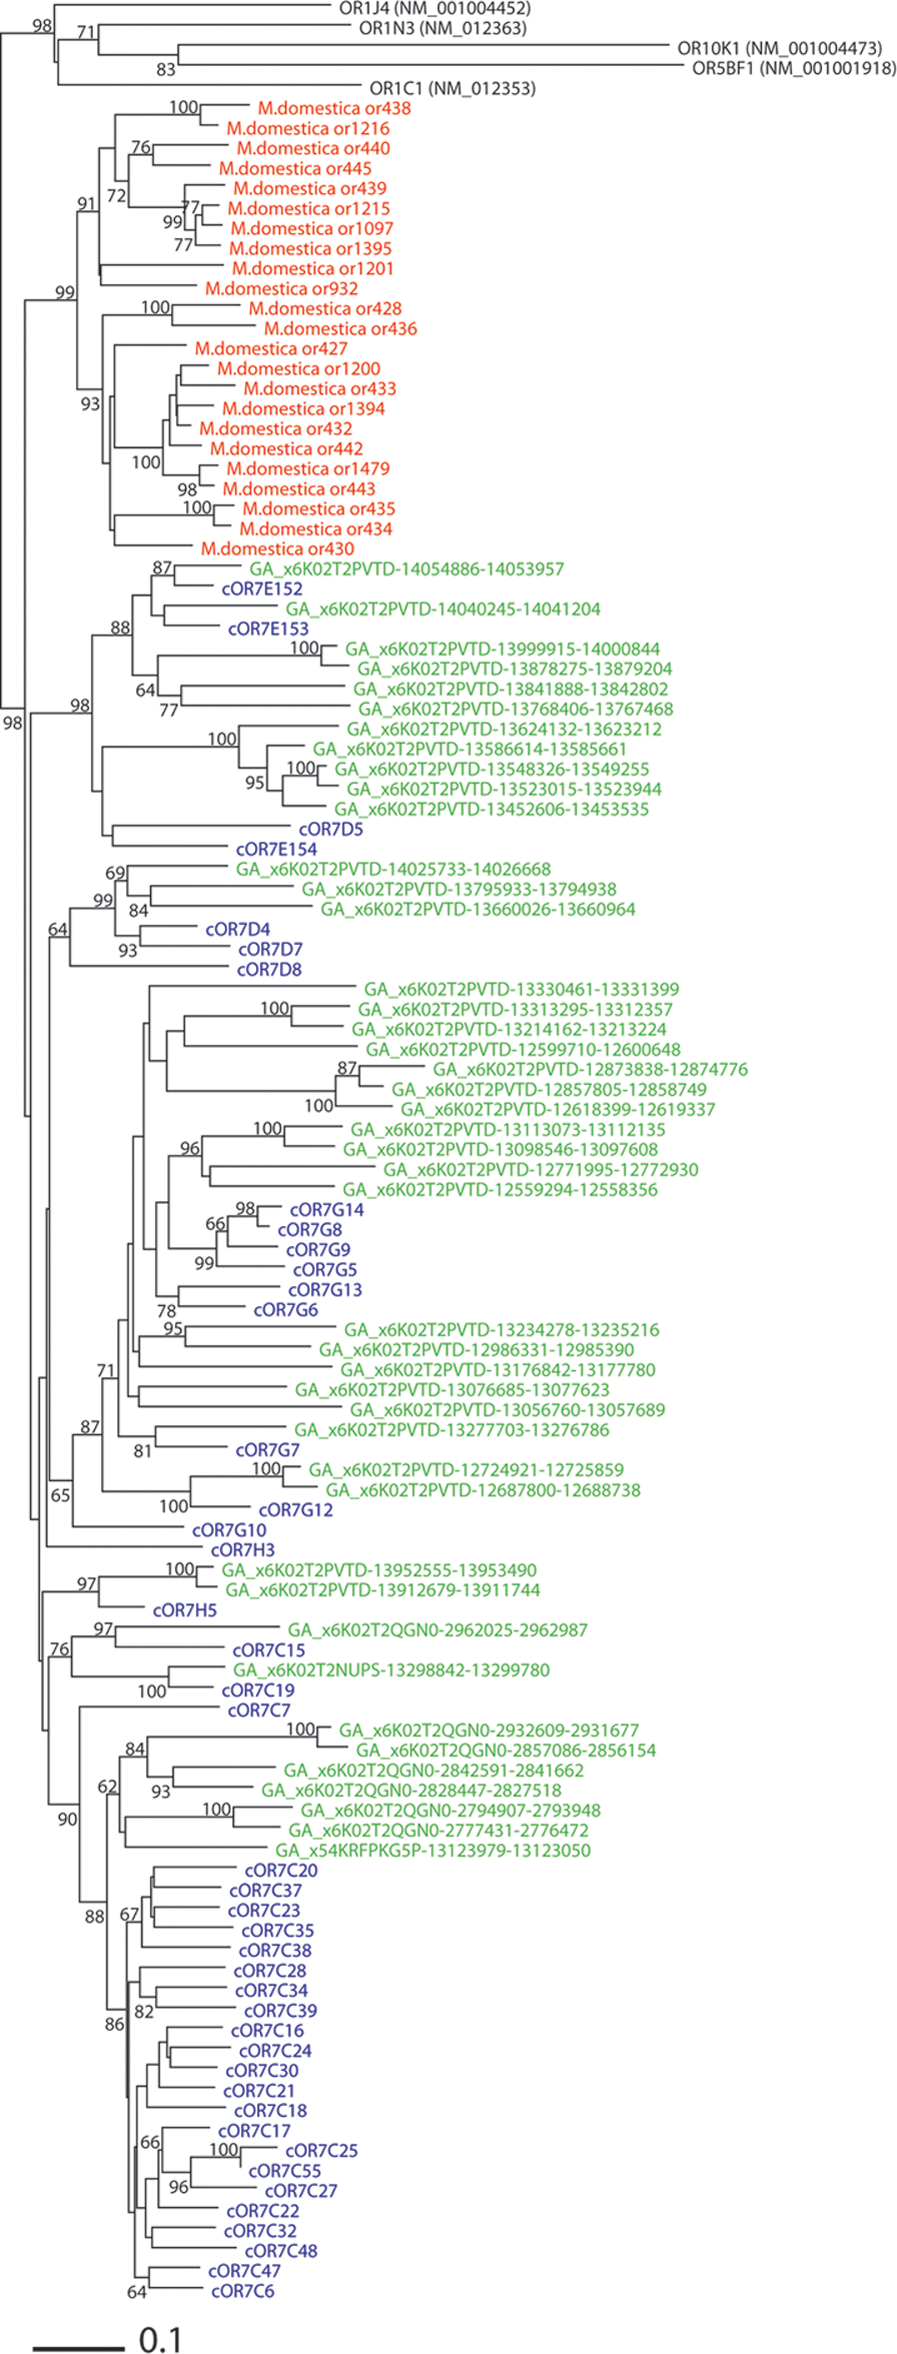 OR1J4 (NM_001004452)
98
71
OR1N3 (NM_012363)
OR10K1 (NM_001004473)
83
OR5BF1 (NM_001001918)
OR1C1 (NM_012353)
100
M.domestica or438
M.domestica or1216
76
M.domestica or440
M.domestica or445
72
M.domestica or439
91
77
M.domestica or1215
99
M.domestica or1097
77
M.domestica or1395
M.domestica or1201
99
M.domestica or932
100
M.domestica or428
M.domestica or436
M.domestica or427
M.domestica or1200
M.domestica or433
93
M.domestica or1394
M.domestica or432
M.domestica or442
100
M.domestica or1479
98
M.domestica or443
100
M.domestica or435
M.domestica or434
M.domestica or430
87
GA_x6K02T2PVTD-14054886-14053957
cOR7E152
GA_x6K02T2PVTD-14040245-14041204
88
cOR7E153
100
GA_x6K02T2PVTD-13999915-14000844
GA_x6K02T2PVTD-13878275-13879204
64
GA_x6K02T2PVTD-13841888-13842802
98
77
GA_x6K02T2PVTD-13768406-13767468
98
GA_x6K02T2PVTD-13624132-13623212
100
GA_x6K02T2PVTD-13586614-13585661
100
GA_x6K02T2PVTD-13548326-13549255
95
GA_x6K02T2PVTD-13523015-13523944
GA_x6K02T2PVTD-13452606-13453535
cOR7D5
cOR7E154
69
GA_x6K02T2PVTD-14025733-14026668
GA_x6K02T2PVTD-13795933-13794938
99
84
GA_x6K02T2PVTD-13660026-13660964
64
cOR7D4
93
cOR7D7
cOR7D8
GA_x6K02T2PVTD-13330461-13331399
100
GA_x6K02T2PVTD-13313295-13312357
GA_x6K02T2PVTD-13214162-13213224
GA_x6K02T2PVTD-12599710-12600648
87
GA_x6K02T2PVTD-12873838-12874776
GA_x6K02T2PVTD-12857805-12858749
100
GA_x6K02T2PVTD-12618399-12619337
100
GA_x6K02T2PVTD-13113073-13112135
96
GA_x6K02T2PVTD-13098546-13097608
GA_x6K02T2PVTD-12771995-12772930
GA_x6K02T2PVTD-12559294-12558356
98
cOR7G14
66
cOR7G8
cOR7G9
99
cOR7G5
cOR7G13
78
cOR7G6
95
GA_x6K02T2PVTD-13234278-13235216
GA_x6K02T2PVTD-12986331-12985390
71
GA_x6K02T2PVTD-13176842-13177780
GA_x6K02T2PVTD-13076685-13077623
GA_x6K02T2PVTD-13056760-13057689
87
GA_x6K02T2PVTD-13277703-13276786
81
cOR7G7
100
GA_x6K02T2PVTD-12724921-12725859
65
GA_x6K02T2PVTD-12687800-12688738
100
cOR7G12
cOR7G10
cOR7H3
100
GA_x6K02T2PVTD-13952555-13953490
97
GA_x6K02T2PVTD-13912679-13911744
cOR7H5
97
GA_x6K02T2QGN0-2962025-2962987
76
cOR7C15
GA_x6K02T2NUPS-13298842-13299780
100
cOR7C19
cOR7C7
100
GA_x6K02T2QGN0-2932609-2931677
84
GA_x6K02T2QGN0-2857086-2856154
GA_x6K02T2QGN0-2842591-2841662
62
93
GA_x6K02T2QGN0-2828447-2827518
90
100
GA_x6K02T2QGN0-2794907-2793948
GA_x6K02T2QGN0-2777431-2776472
GA_x54KRFPKG5P-13123979-13123050
cOR7C20
cOR7C37
88
67
cOR7C23
cOR7C35
cOR7C38
cOR7C28
cOR7C34
82
cOR7C39
86
cOR7C16
cOR7C24
cOR7C30
cOR7C21
cOR7C18
cOR7C17
66
100
cOR7C25
cOR7C55
96
cOR7C27
cOR7C22
cOR7C32
cOR7C48
cOR7C47
64
cOR7C6
0.1